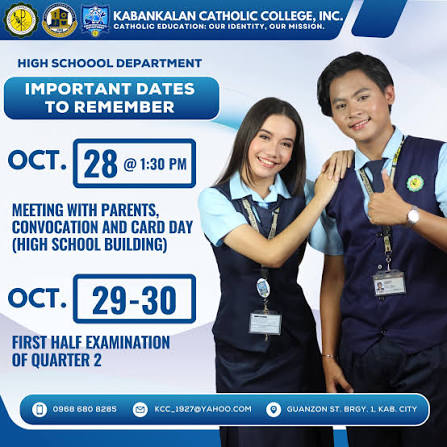 KABANKALAN CATHOLIC COLLEGE, INC.
CATHOLIC EDUCATION: OUR IDENTITY, OUR MISSION.
HIGH SCHOOOL DEPARTMENT
IMPORTANT DATES
TO REMEMBER
OCT. 28 @ 1:30 PM
MEETING WITH PARENTS,
CONVOCATION AND CARD DAY
(HIGH SCHOOL BUILDING)
OCT. 29-30
FIRST HALF EXAMINATION
OF QUARTER 2
0968 680 8285 KCC_1927@YAHOO.COM GUANZON ST. BRGY. 1, KAB. CITY